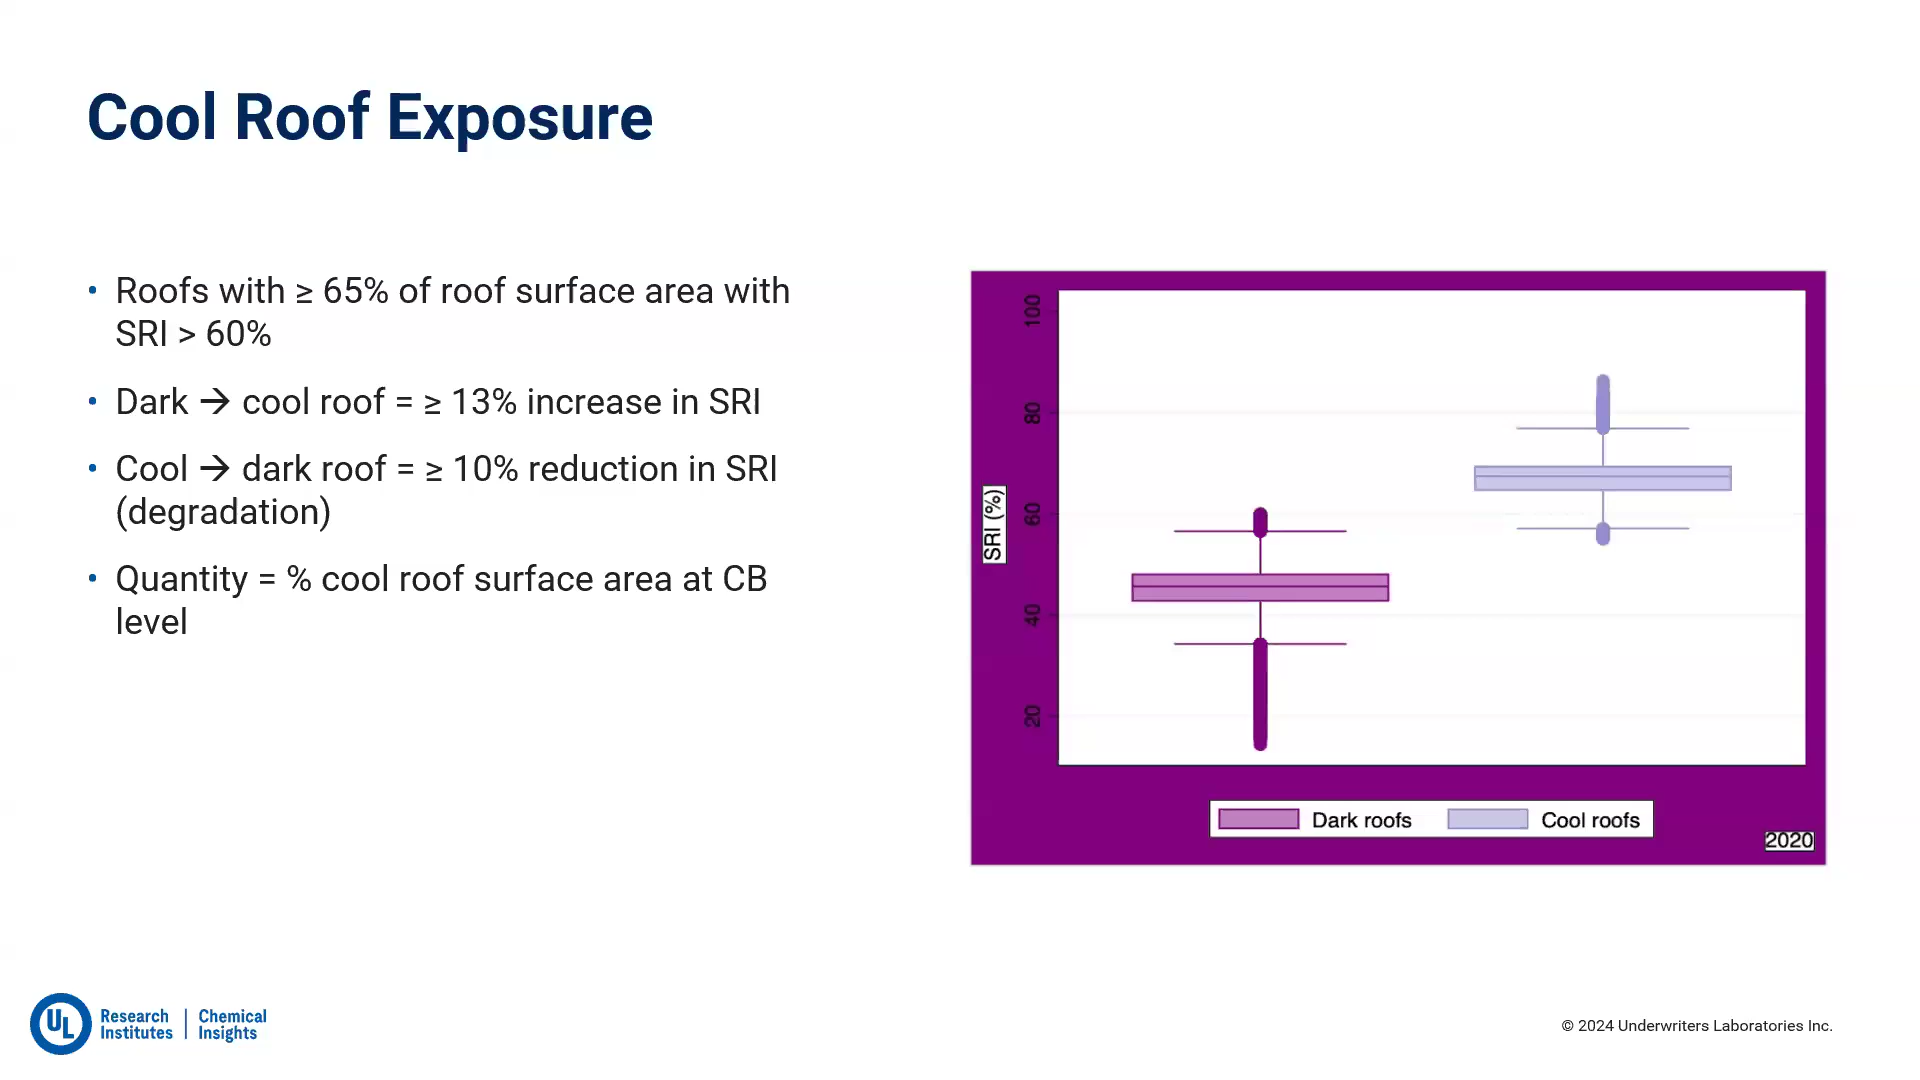 Cool Roof Exposure
• Roofs with ≥ 65% of roof surface area with
SRI > 60%
• Dark → cool roof = ≥ 13% increase in SRI
• Cool → dark roof = ≥ 10% reduction in SRI
(degradation)
• Quantity = % cool roof surface area at CB
level
SRI (%)
100
80
60
40
20
Dark roofs
Cool roofs
2020
UL
Research
Institutes
Chemical
Insights
© 2024 Underwriters Laboratories Inc.